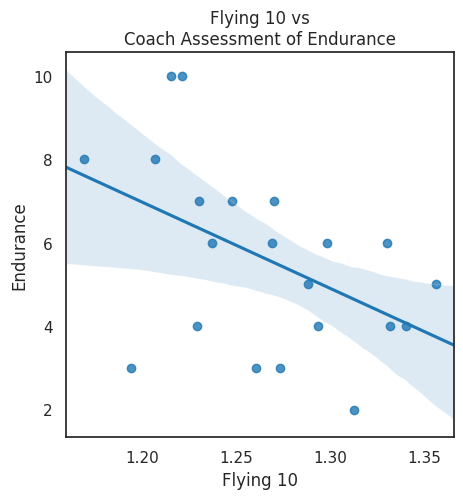 Flying 10 vs
Coach Assessment of Endurance
10
8
6
4
2
Endurance
1.20 1.25 1.30 1.35
Flying 10